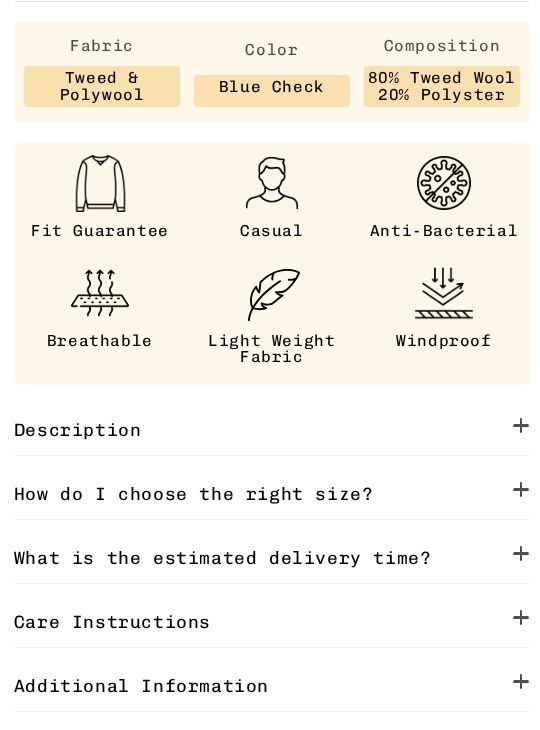 Fabric
Color
Composition
Tweed &
Polywool
Blue Check
80% Tweed Wool
20% Polyster
Fit Guarantee
Casual
Anti-Bacterial
Breathable
Light Weight
Fabric
Windproof
Description
How do I choose the right size?
What is the estimated delivery time?
Care Instructions
Additional Information